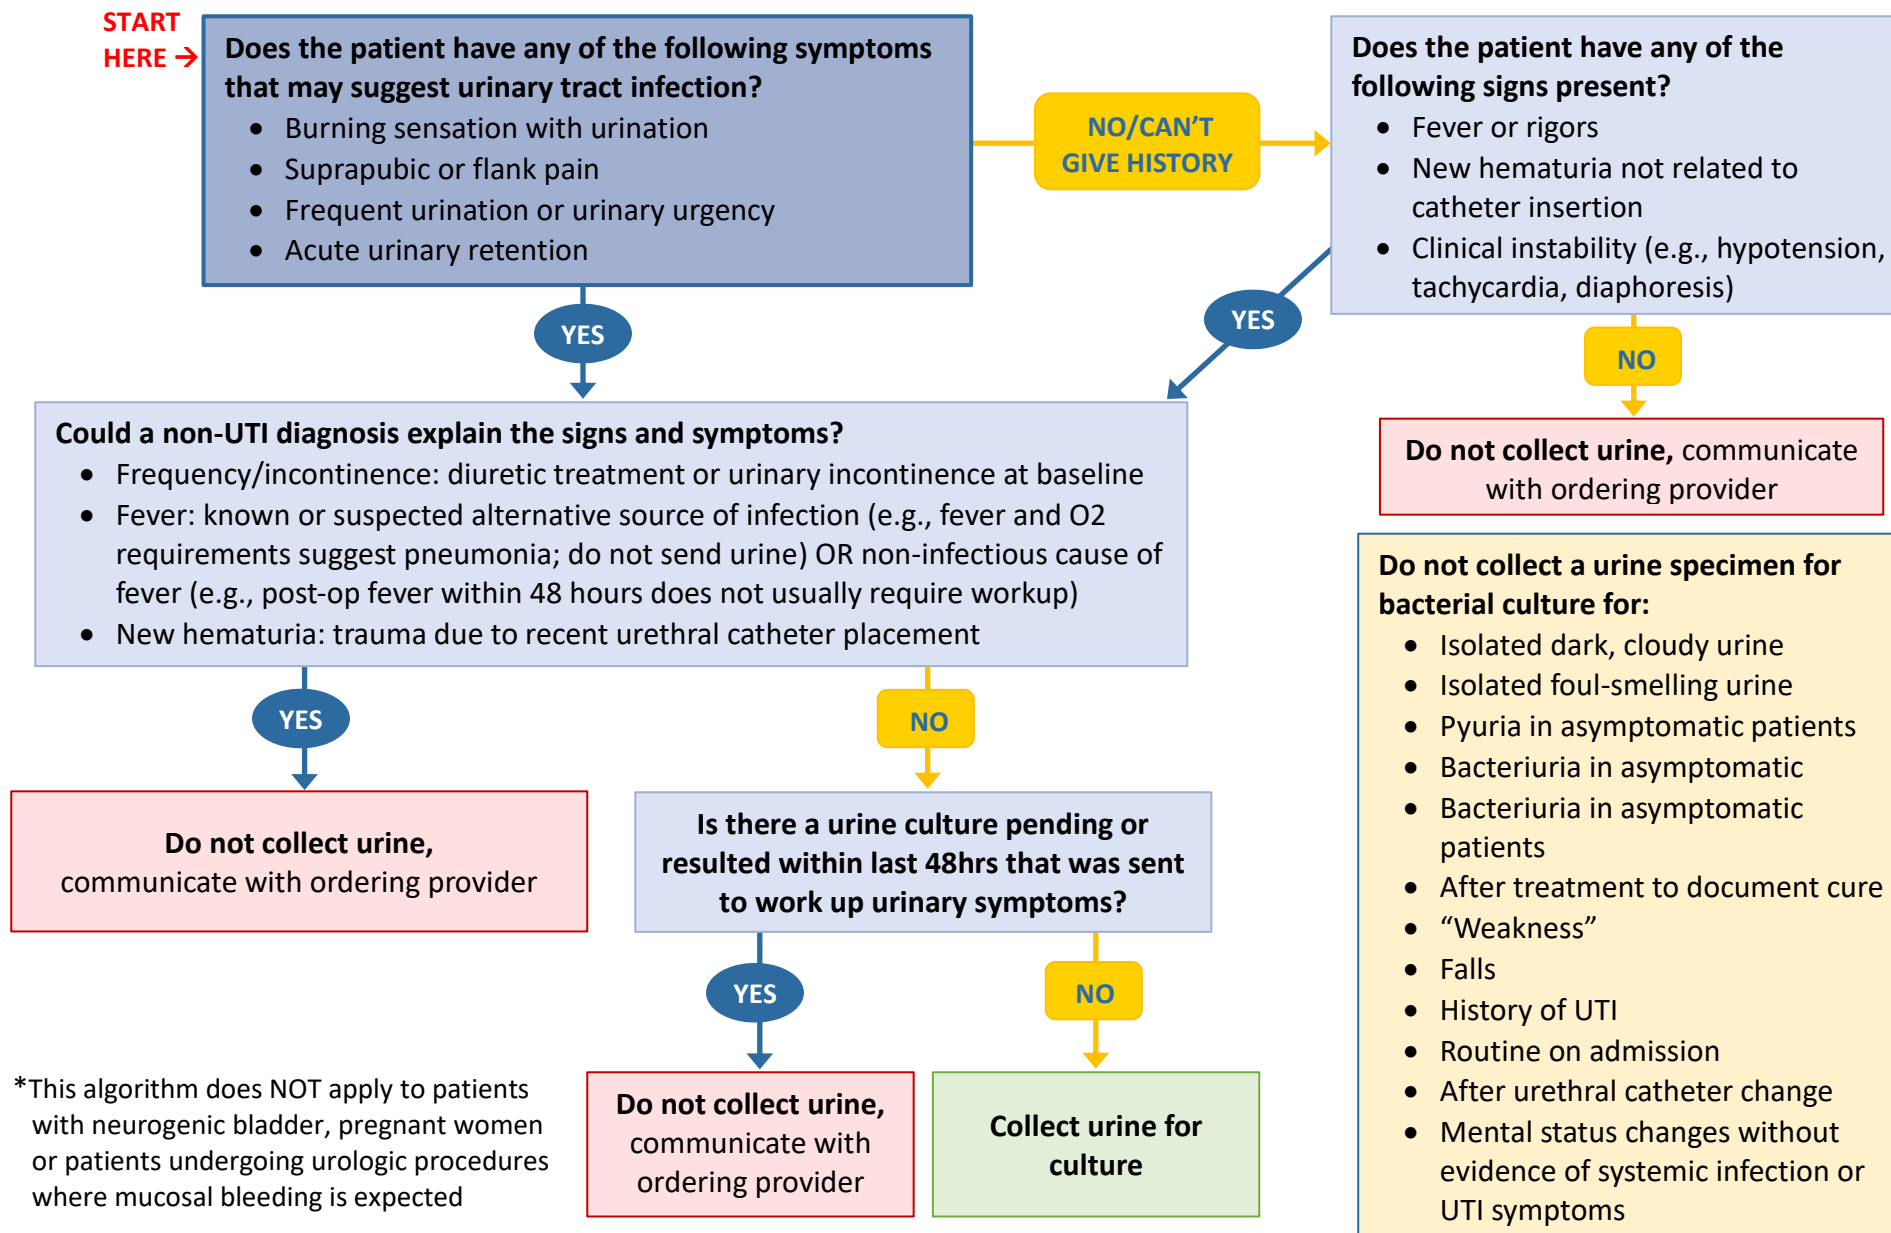 START
HERE →
Does the patient have any of the following symptoms
that may suggest urinary tract infection?
• Burning sensation with urination
• Suprapubic or flank pain
• Frequent urination or urinary urgency
• Acute urinary retention
NO/CAN'T
GIVE HISTORY
Does the patient have any of the
following signs present?
• Fever or rigors
• New hematuria not related to
catheter insertion
• Clinical instability (e.g., hypotension,
tachycardia, diaphoresis)
YES
YES
NO
Do not collect urine, communicate
with ordering provider
Could a non-UTI diagnosis explain the signs and symptoms?
• Frequency/incontinence: diuretic treatment or urinary incontinence at baseline
• Fever: known or suspected alternative source of infection (e.g., fever and O2
requirements suggest pneumonia; do not send urine) OR non-infectious cause of
fever (e.g., post-op fever within 48 hours does not usually require workup)
• New hematuria: trauma due to recent urethral catheter placement
YES
NO
Do not collect urine,
communicate with ordering provider
Is there a urine culture pending or
resulted within last 48hrs that was sent
to work up urinary symptoms?
YES
NO
Do not collect urine,
communicate with
ordering provider
Collect urine for
culture
Do not collect a urine specimen for
bacterial culture for:
• Isolated dark, cloudy urine
• Isolated foul-smelling urine
• Pyuria in asymptomatic patients
• Bacteriuria in asymptomatic
• Bacteriuria in asymptomatic
patients
• After treatment to document cure
• “Weakness”
• Falls
• History of UTI
• Routine on admission
• After urethral catheter change
• Mental status changes without
evidence of systemic infection or
UTI symptoms
*This algorithm does NOT apply to patients
with neurogenic bladder, pregnant women
or patients undergoing urologic procedures
where mucosal bleeding is expected